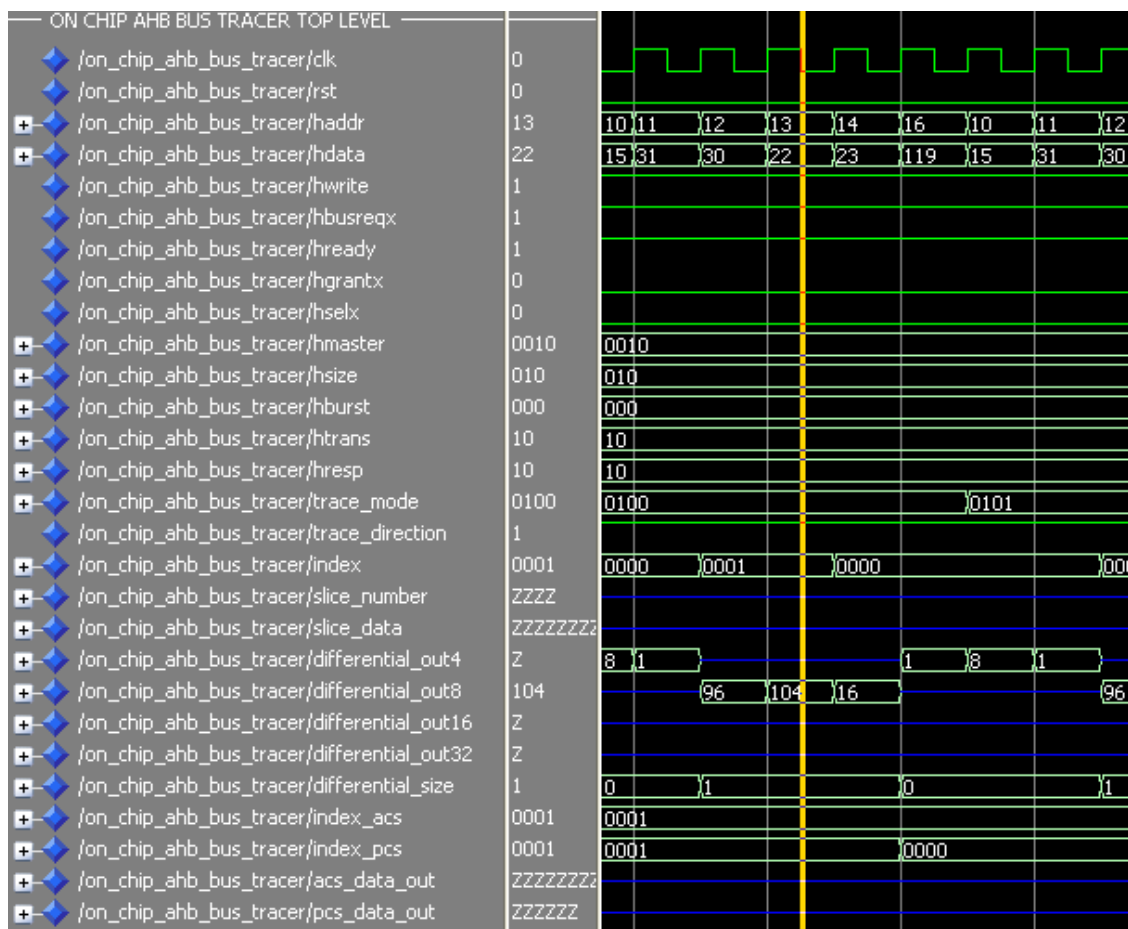 ON CHIP AHB BUS TRACER TOP LEVEL
/on_chip_ahb_bus_tracer/clk 0
/on_chip_ahb_bus_tracer/rst 0
/on_chip_ahb_bus_tracer/haddr 13 10 11 12 13 14 16 10 11 12
/on_chip_ahb_bus_tracer/hdata 22 15 31 30 22 23 119 15 31 30
/on_chip_ahb_bus_tracer/hwrite 1
/on_chip_ahb_bus_tracer/hbusreqx 1
/on_chip_ahb_bus_tracer/hready 1
/on_chip_ahb_bus_tracer/hgrantx 0
/on_chip_ahb_bus_tracer/hselx 0
/on_chip_ahb_bus_tracer/hmaster 0010 0010
/on_chip_ahb_bus_tracer/hsize 010 010
/on_chip_ahb_bus_tracer/hburst 000 000
/on_chip_ahb_bus_tracer/htrans 10 10
/on_chip_ahb_bus_tracer/hresp 10 10
/on_chip_ahb_bus_tracer/trace_mode 0100 0100 0101
/on_chip_ahb_bus_tracer/trace_direction 1
/on_chip_ahb_bus_tracer/index 0001 0000 0001 0000 000
/on_chip_ahb_bus_tracer/slice_number ZZZZ
/on_chip_ahb_bus_tracer/slice_data ZZZZZZZZ
/on_chip_ahb_bus_tracer/differential_out4 Z 8 1 1 8 1
/on_chip_ahb_bus_tracer/differential_out8 104 96 104 16 96
/on_chip_ahb_bus_tracer/differential_out16 Z
/on_chip_ahb_bus_tracer/differential_out32 Z
/on_chip_ahb_bus_tracer/differential_size 1 0 1 0 1
/on_chip_ahb_bus_tracer/index_acs 0001 0001
/on_chip_ahb_bus_tracer/index_pcs 0001 0001 0000
/on_chip_ahb_bus_tracer/acs_data_out ZZZZZZZZ
/on_chip_ahb_bus_tracer/pcs_data_out ZZZZZZ